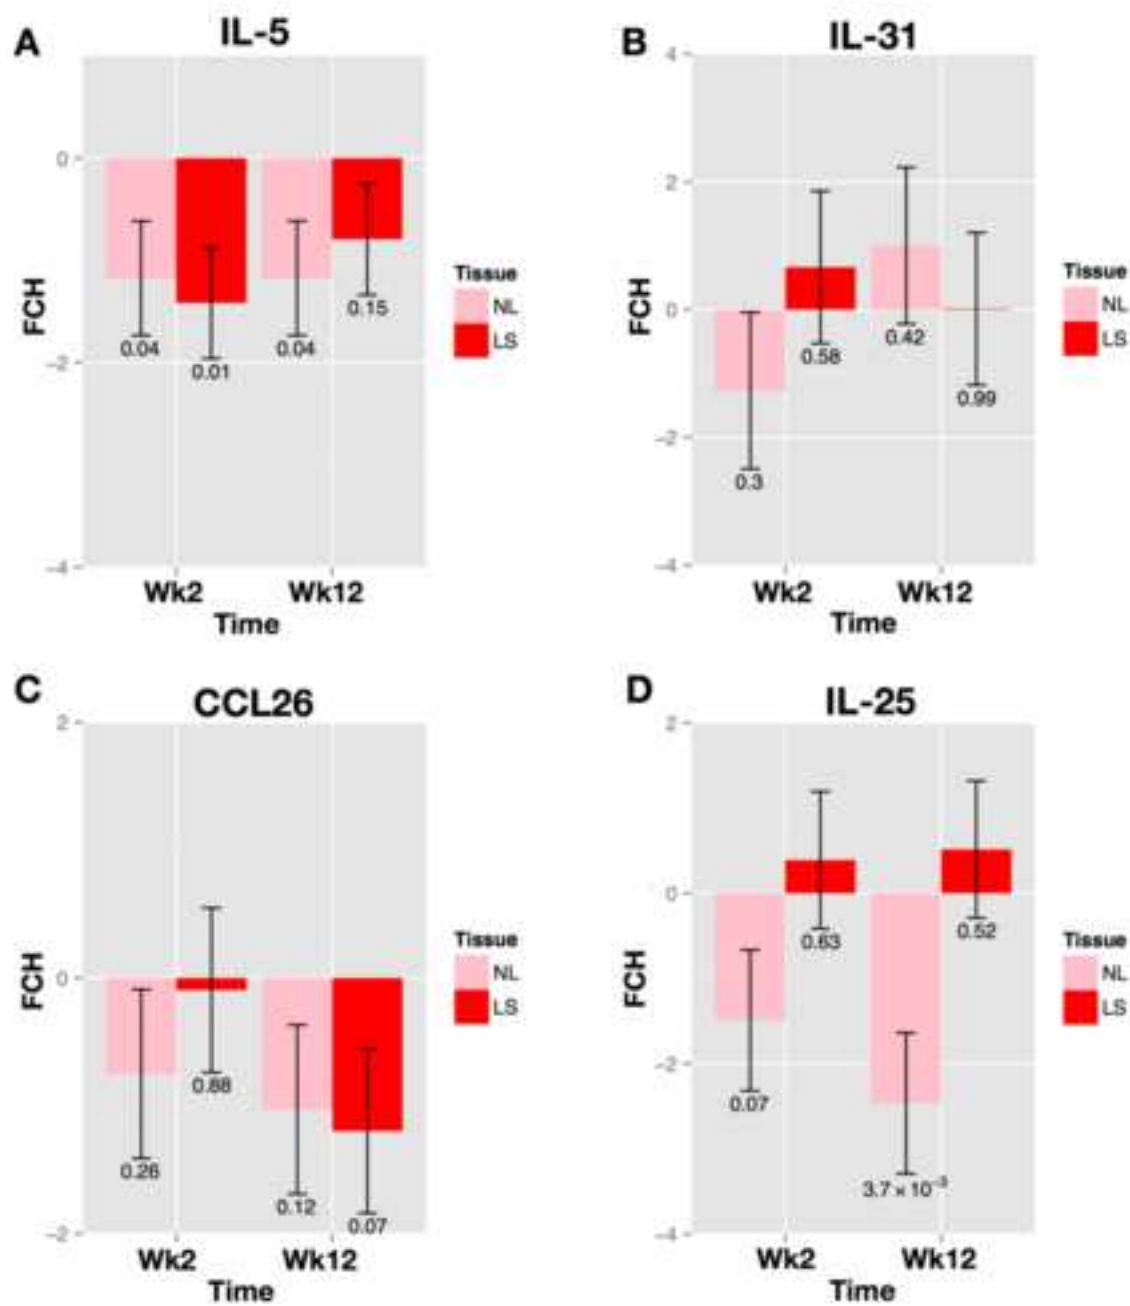 A
IL-5
0
-2
-4
FCH
0.04
0.01
0.04
0.15
Wk2
Wk12
Time
Tissue
NL
LS
B
IL-31
4
2
0
-2
-4
FCH
0.3
0.58
0.42
0.99
Wk2
Wk12
Time
Tissue
NL
LS
C
CCL26
2
0
-2
FCH
0.26
0.88
0.12
0.07
Wk2
Wk12
Time
Tissue
NL
LS
D
IL-25
2
0
-2
-4
FCH
0.07
0.63
3.7 × 10⁻³
0.52
Wk2
Wk12
Time
Tissue
NL
LS